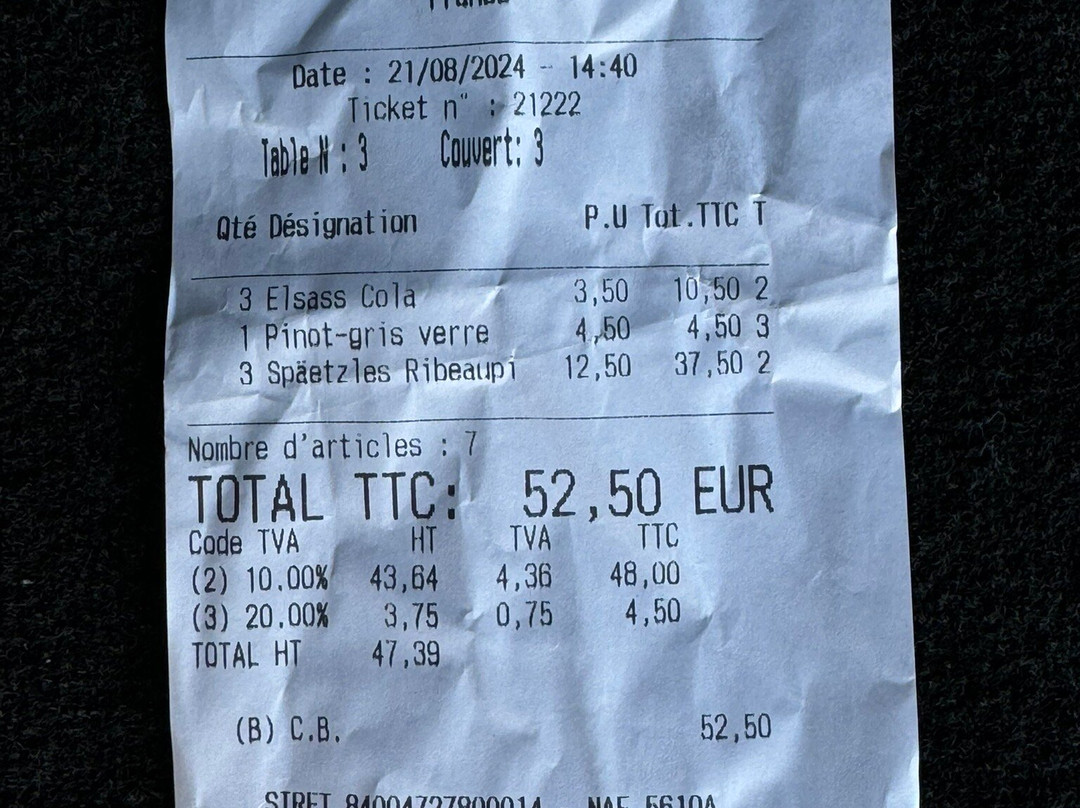 Date : 21/08/2024 - 14:40
Ticket n° : 21222
Table N : 3 Couvert: 3
Qté Désignation P.U Tot.TTC T
3 Elsass Cola 3,50 10,50 2
1 Pinot-gris verre 4,50 4,50 3
3 Späetzles Ribeaupi 12,50 37,50 2
Nombre d'articles : 7
TOTAL TTC: 52,50 EUR
Code TVA HT TVA TTC
(2) 10.00% 43,64 4,36 48,00
(3) 20.00% 3,75 0,75 4,50
TOTAL HT 47,39
(B) C.B. 52,50
SIRET 84004727800014 NAF 5610A